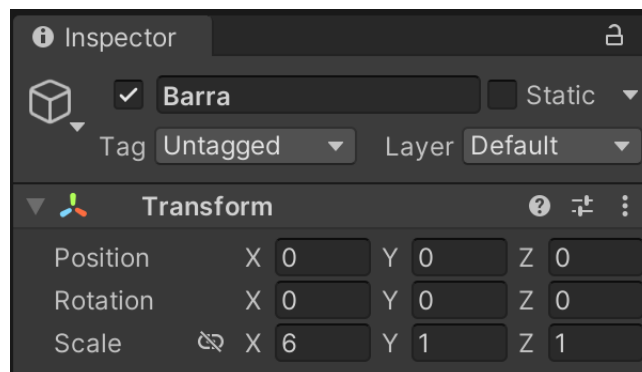 Inspector
Barra Static
Tag Untagged Layer Default
Transform
Position X 0 Y 0 Z 0
Rotation X 0 Y 0 Z 0
Scale X 6 Y 1 Z 1